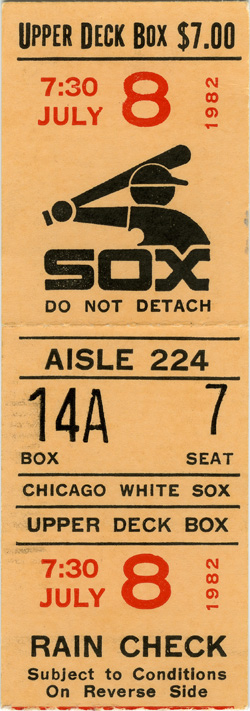 UPPER DECK BOX $7.00
7:30 JULY 8 1982
SOX
DO NOT DETACH
AISLE 224
14A 7
BOX SEAT
CHICAGO WHITE SOX
UPPER DECK BOX
7:30 JULY 8 1982
RAIN CHECK
Subject to Conditions
On Reverse Side